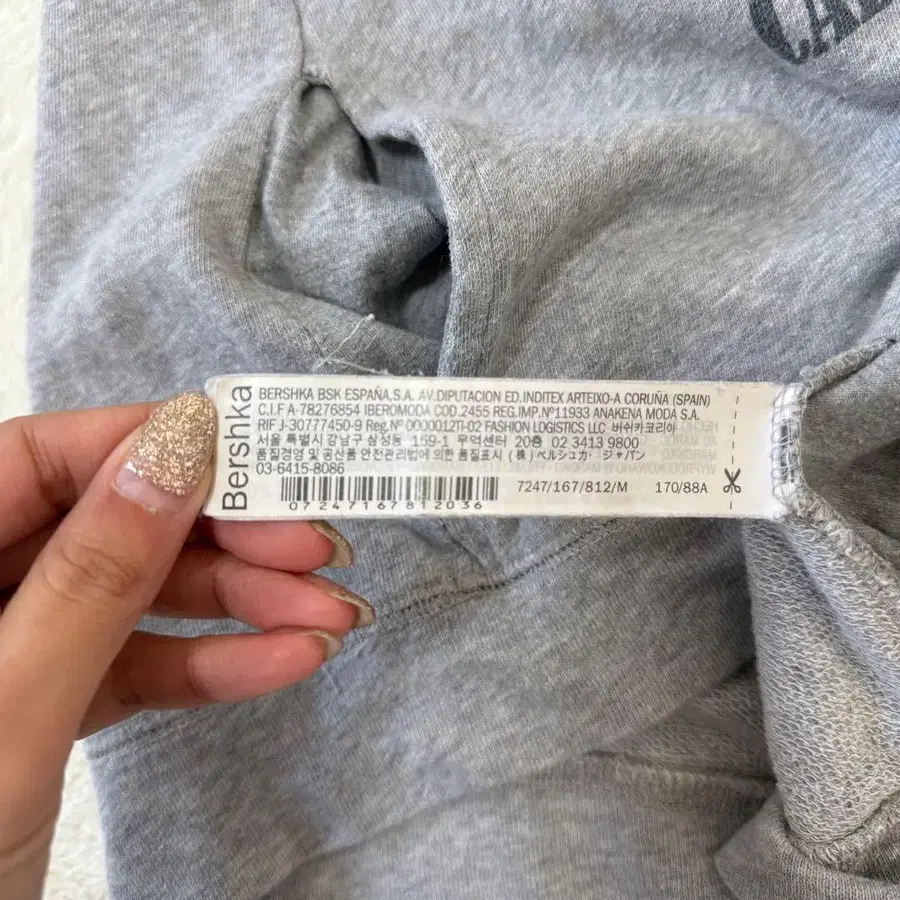 CAL
Bershka
BERSHKA BSK ESPAÑA,S.A. AV.DIPUTACION ED.INDITEX ARTEIXO-A CORUÑA (SPAIN)
C.I.F A-78276854 IBEROMODA COD.2455 REG.IMP.Nº11933 ANAKENA MODA S.A.
RIF J-30777450-9 Reg.Nº 0000012TI-02 FASHION LOGISTICS LLC 버쉬카코리아
서울 특별시 강남구 삼성동 159-1 무역센터 20층 02 3413 9800
품질경영 및 공산품 안전관리법에 의한 품질표시 (株) ベルシュカ・ジャパン
03-6415-8086
7247/167/812/M 170/88A
07247167812036